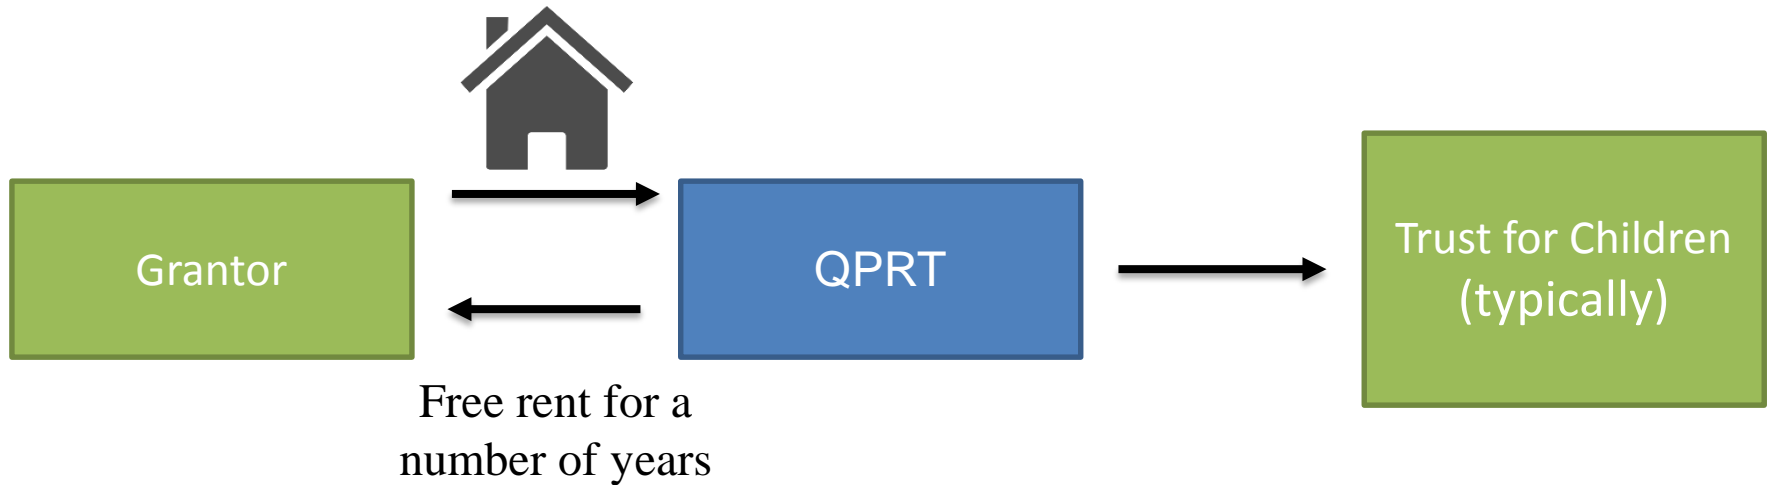 Grantor
QPRT
Trust for Children
(typically)
Free rent for a
number of years